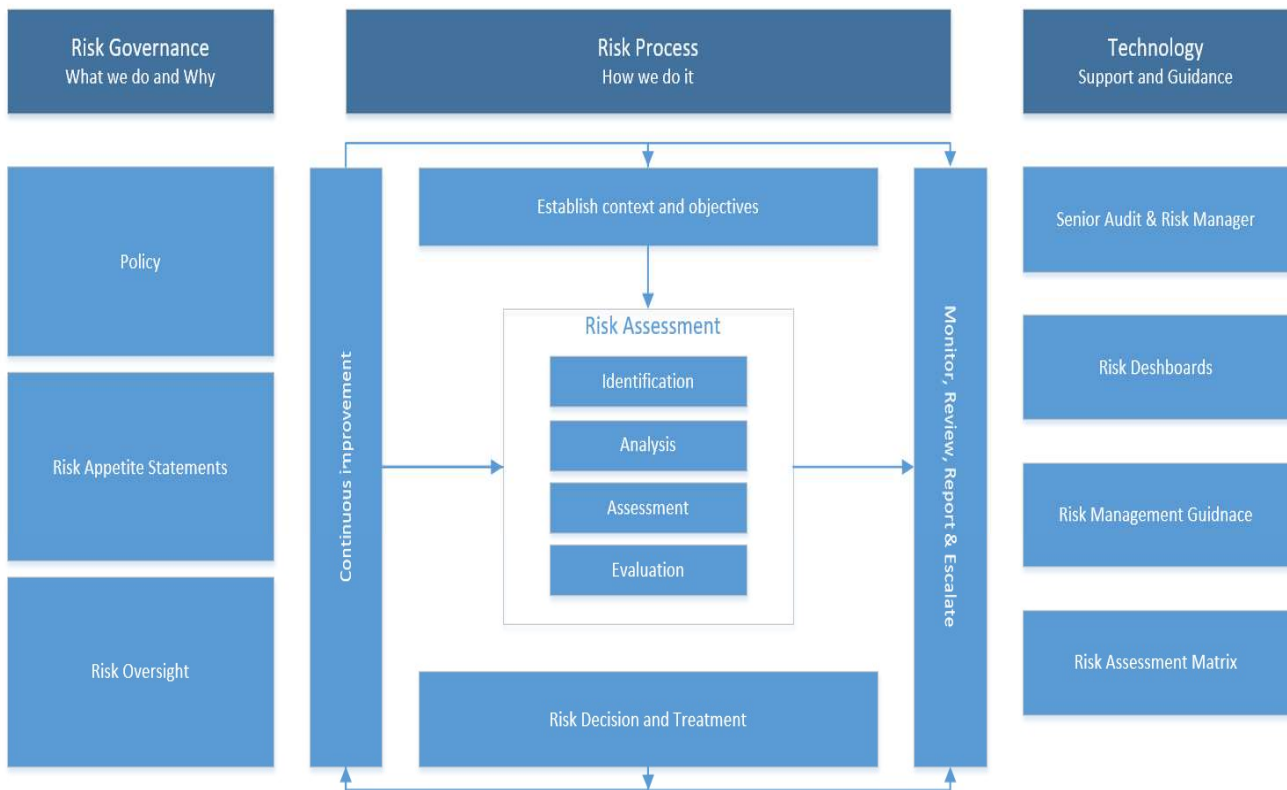 Risk Governance
What we do and Why
Risk Process
How we do it
Technology
Support and Guidance
Policy
Risk Appetite Statements
Risk Oversight
Continuous improvement
Establish context and objectives
Risk Assessment
Identification
Analysis
Assessment
Evaluation
Risk Decision and Treatment
Monitor, Review, Report & Escalate
Senior Audit & Risk Manager
Risk Deshboards
Risk Management Guidnace
Risk Assessment Matrix